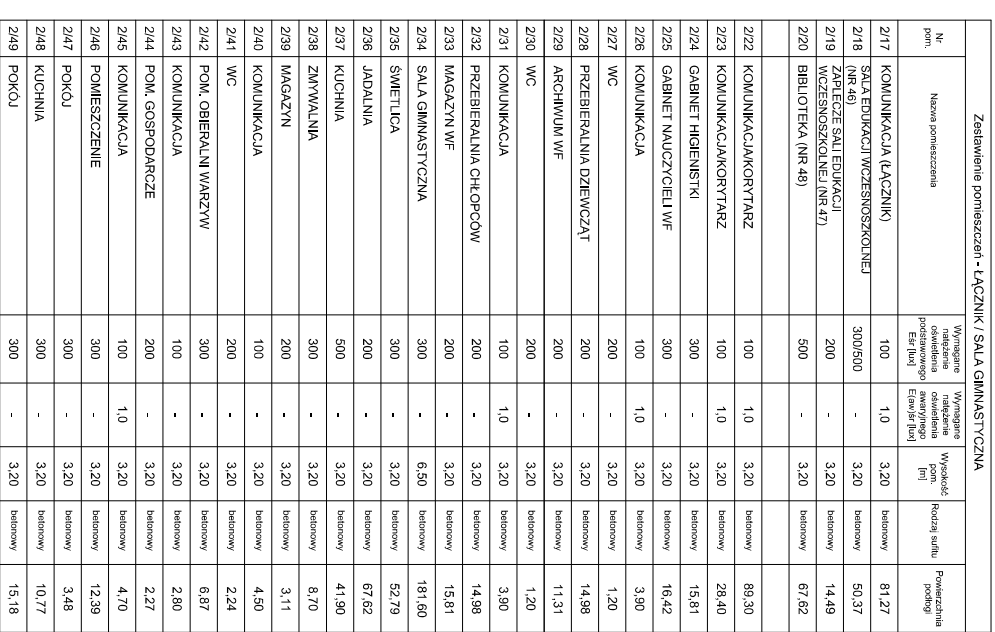 Zestawienie pomieszczeń - ŁĄCZNIK / SALA GIMNASTYCZNA
Nr pom. Nazwa pomieszczenia Wymagane natężenie oświetlenia podstawowego Eśr [lux] Wymagane natężenie oświetlenia awaryjnego E(aw)śr [lux] Wysokość pom. [m] Rodzaj sufitu Powierzchnia podłogi
2/17 KOMUNIKACJA (ŁĄCZNIK) 100 1,0 3,20 betonowy 81,27
2/18 SALA EDUKACJI WCZESNOSZKOLNEJ (NR 46) 300/500 - 3,20 betonowy 50,37
2/19 ZAPLECZE SALI EDUKACJI WCZESNOSZKOLNEJ (NR 47) 200 - 3,20 betonowy 14,49
2/20 BIBLIOTEKA (NR 48) 500 - 3,20 betonowy 67,62
2/22 KOMUNIKACJA/KORYTARZ 100 1,0 3,20 betonowy 89,30
2/23 KOMUNIKACJA/KORYTARZ 100 1,0 3,20 betonowy 28,40
2/24 GABINET HIGIENISTKI 300 - 3,20 betonowy 15,81
2/25 GABINET NAUCZYCIELI WF 300 - 3,20 betonowy 16,42
2/26 KOMUNIKACJA 100 1,0 3,20 betonowy 3,90
2/27 WC 200 - 3,20 betonowy 1,20
2/28 PRZEBIERALNIA DZIEWCZĄT 200 - 3,20 betonowy 14,98
2/29 ARCHIWUM WF 200 - 3,20 betonowy 11,31
2/30 WC 200 - 3,20 betonowy 1,20
2/31 KOMUNIKACJA 100 1,0 3,20 betonowy 3,90
2/32 PRZEBIERALNIA CHŁOPCÓW 200 - 3,20 betonowy 14,98
2/33 MAGAZYN WF 200 - 3,20 betonowy 15,81
2/34 SALA GIMNASTYCZNA 300 - 6,50 betonowy 181,60
2/35 ŚWIETLICA 300 - 3,20 betonowy 52,79
2/36 JADALNIA 200 - 3,20 betonowy 67,62
2/37 KUCHNIA 500 - 3,20 betonowy 41,90
2/38 ZMYWALNIA 300 - 3,20 betonowy 8,70
2/39 MAGAZYN 200 - 3,20 betonowy 3,11
2/40 KOMUNIKACJA 100 - 3,20 betonowy 4,50
2/41 WC 200 - 3,20 betonowy 2,24
2/42 POM. OBIERALNI WARZYW 300 - 3,20 betonowy 6,87
2/43 KOMUNIKACJA 100 - 3,20 betonowy 2,80
2/44 POM. GOSPODARCZE 200 - 3,20 betonowy 2,27
2/45 KOMUNIKACJA 100 1,0 3,20 betonowy 4,70
2/46 POMIESZCZENIE 300 - 3,20 betonowy 12,39
2/47 POKÓJ 300 - 3,20 betonowy 3,48
2/48 KUCHNIA 300 - 3,20 betonowy 10,77
2/49 POKÓJ 300 - 3,20 betonowy 15,18